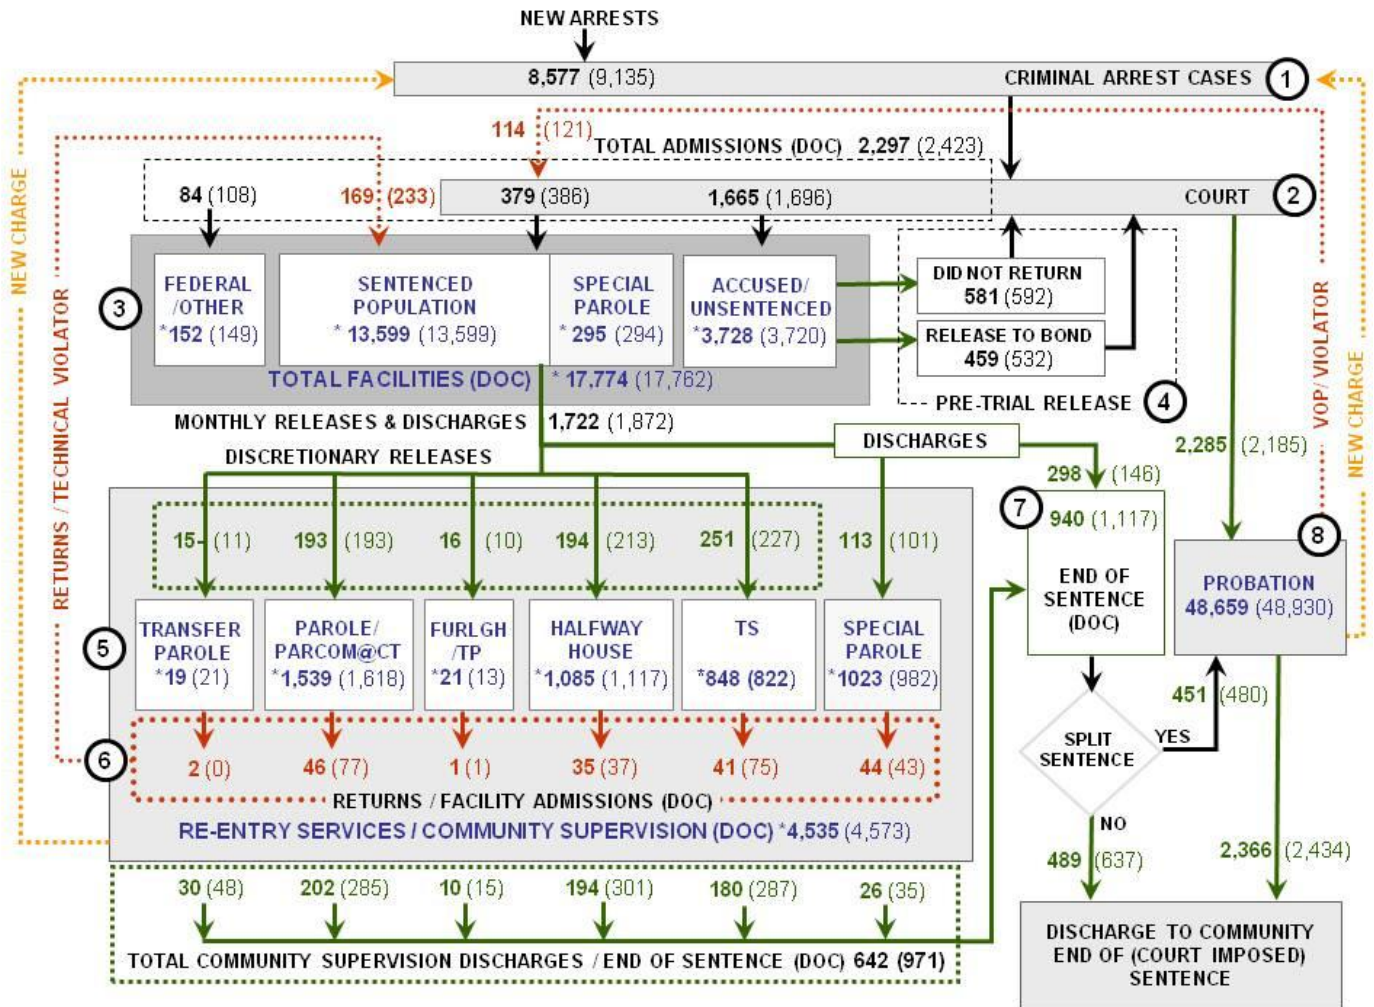 NEW ARRESTS
8,577 (9,135)
CRIMINAL ARREST CASES
1
114 (121)
TOTAL ADMISSIONS (DOC) 2,297 (2,423)
84 (108)
169 (233)
379 (386)
1,665 (1,696)
COURT
2
NEW CHARGE
RETURNS / TECHNICAL VIOLATOR
VOP/ VIOLATOR
NEW CHARGE
3
FEDERAL
/OTHER
*152 (149)
SENTENCED
POPULATION
*13,599 (13,599)
SPECIAL
PAROLE
*295 (294)
ACCUSED/
UNSENTENCED
*3,728 (3,720)
TOTAL FACILITIES (DOC) *17,774 (17,762)
DID NOT RETURN
581 (592)
RELEASE TO BOND
459 (532)
PRE-TRIAL RELEASE
4
MONTHLY RELEASES & DISCHARGES 1,722 (1,872)
DISCHARGES
DISCRETIONARY RELEASES
2,285 (2,185)
298 (146)
7
940 (1,117)
END OF
SENTENCE
(DOC)
8
PROBATION
48,659 (48,930)
15- (11)
193 (193)
16 (10)
194 (213)
251 (227)
113 (101)
5
TRANSFER
PAROLE
*19 (21)
PAROLE/
PARCOM@CT
*1,539 (1,618)
FURLGH
/TP
*21 (13)
HALFWAY
HOUSE
*1,085 (1,117)
TS
*848 (822)
SPECIAL
PAROLE
*1023 (982)
451 (480)
SPLIT
SENTENCE
YES
NO
6
2 (0)
46 (77)
1 (1)
35 (37)
41 (75)
44 (43)
RETURNS / FACILITY ADMISSIONS (DOC)
RE-ENTRY SERVICES / COMMUNITY SUPERVISION (DOC) *4,535 (4,573)
489 (637)
2,366 (2,434)
30 (48)
202 (285)
10 (15)
194 (301)
180 (287)
26 (35)
TOTAL COMMUNITY SUPERVISION DISCHARGES / END OF SENTENCE (DOC) 642 (971)
DISCHARGE TO COMMUNITY
END OF (COURT IMPOSED)
SENTENCE